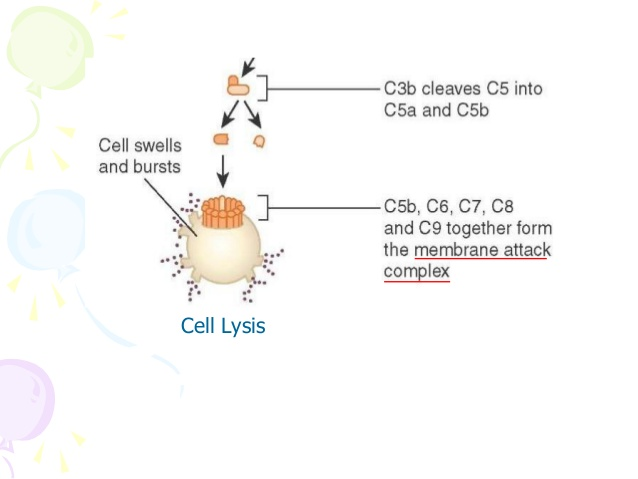 C3b cleaves C5 into
C5a and C5b
Cell swells
and bursts
C5b, C6, C7, C8
and C9 together form
the membrane attack
complex
Cell Lysis